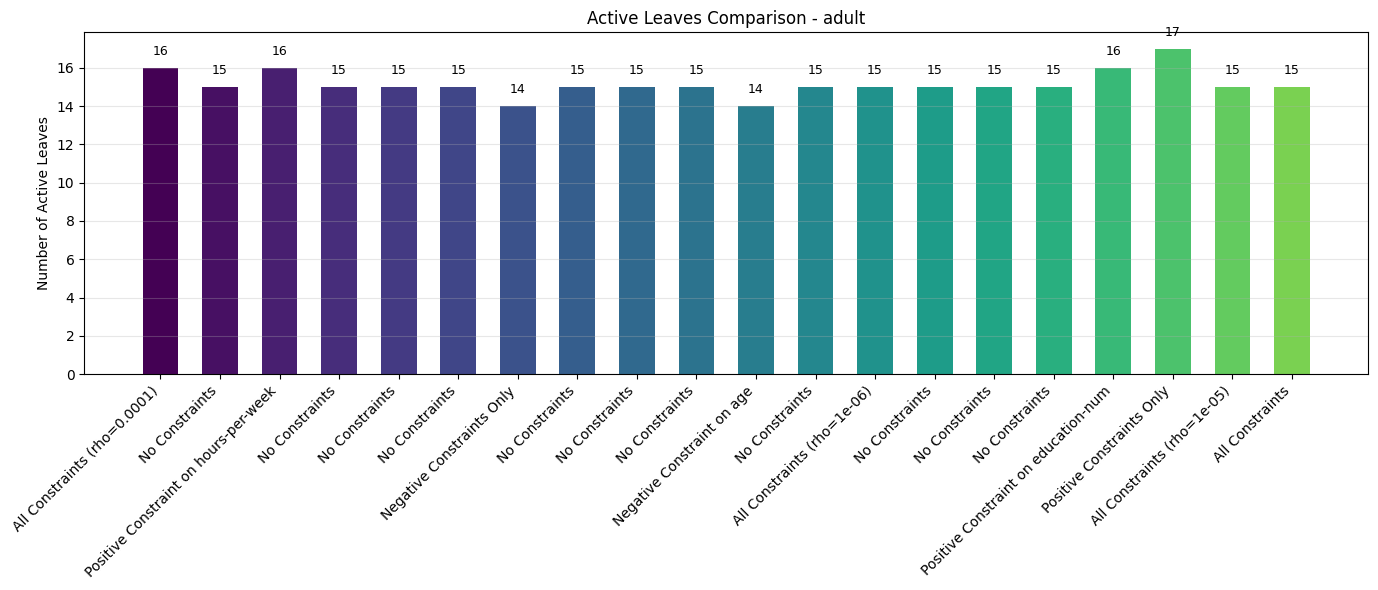 Active Leaves Comparison - adult
17
16 15 16 15 15 15 14 15 15 15 14 15 15 15 15 15 16 15 15
Number of Active Leaves
16
14
12
10
8
6
4
2
0
All Constraints (rho=0.0001)
No Constraints
Positive Constraint on hours-per-week
No Constraints
No Constraints
No Constraints
Negative Constraints Only
No Constraints
No Constraints
No Constraints
Negative Constraint on age
No Constraints
All Constraints (rho=1e-06)
No Constraints
No Constraints
No Constraints
Positive Constraint on education-num
Positive Constraints Only
All Constraints (rho=1e-05)
All Constraints